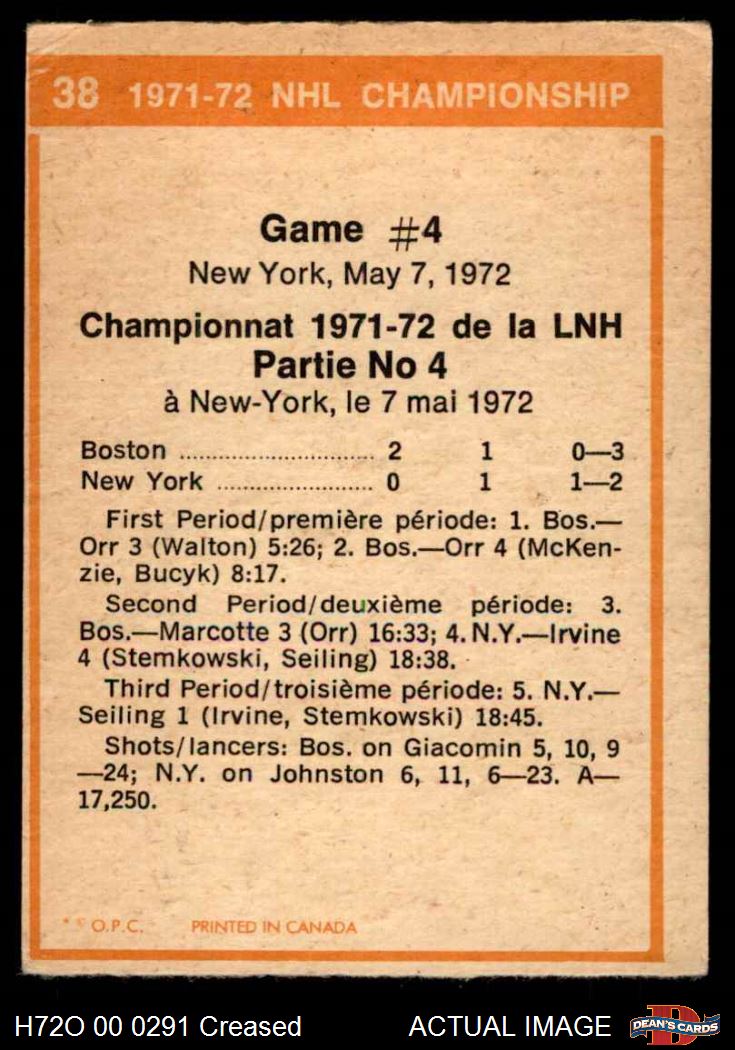 38 1971-72 NHL CHAMPIONSHIP
Game #4
New York, May 7, 1972
Championnat 1971-72 de la LNH
Partie No 4
à New-York, le 7 mai 1972
Boston ............................ 2 1 0—3
New York ....................... 0 1 1—2
First Period/première période: 1. Bos.—
Orr 3 (Walton) 5:26; 2. Bos.—Orr 4 (McKen-
zie, Bucyk) 8:17.
Second Period/deuxième période: 3.
Bos.—Marcotte 3 (Orr) 16:33; 4. N.Y.—Irvine
4 (Stemkowski, Seiling) 18:38.
Third Period/troisième période: 5. N.Y.—
Seiling 1 (Irvine, Stemkowski) 18:45.
Shots/lancers: Bos. on Giacomin 5, 10, 9
—24; N.Y. on Johnston 6, 11, 6—23. A—
17,250.
* © O.P.C. PRINTED IN CANADA
H72O 00 0291 Creased ACTUAL IMAGE DEAN'S CARDS